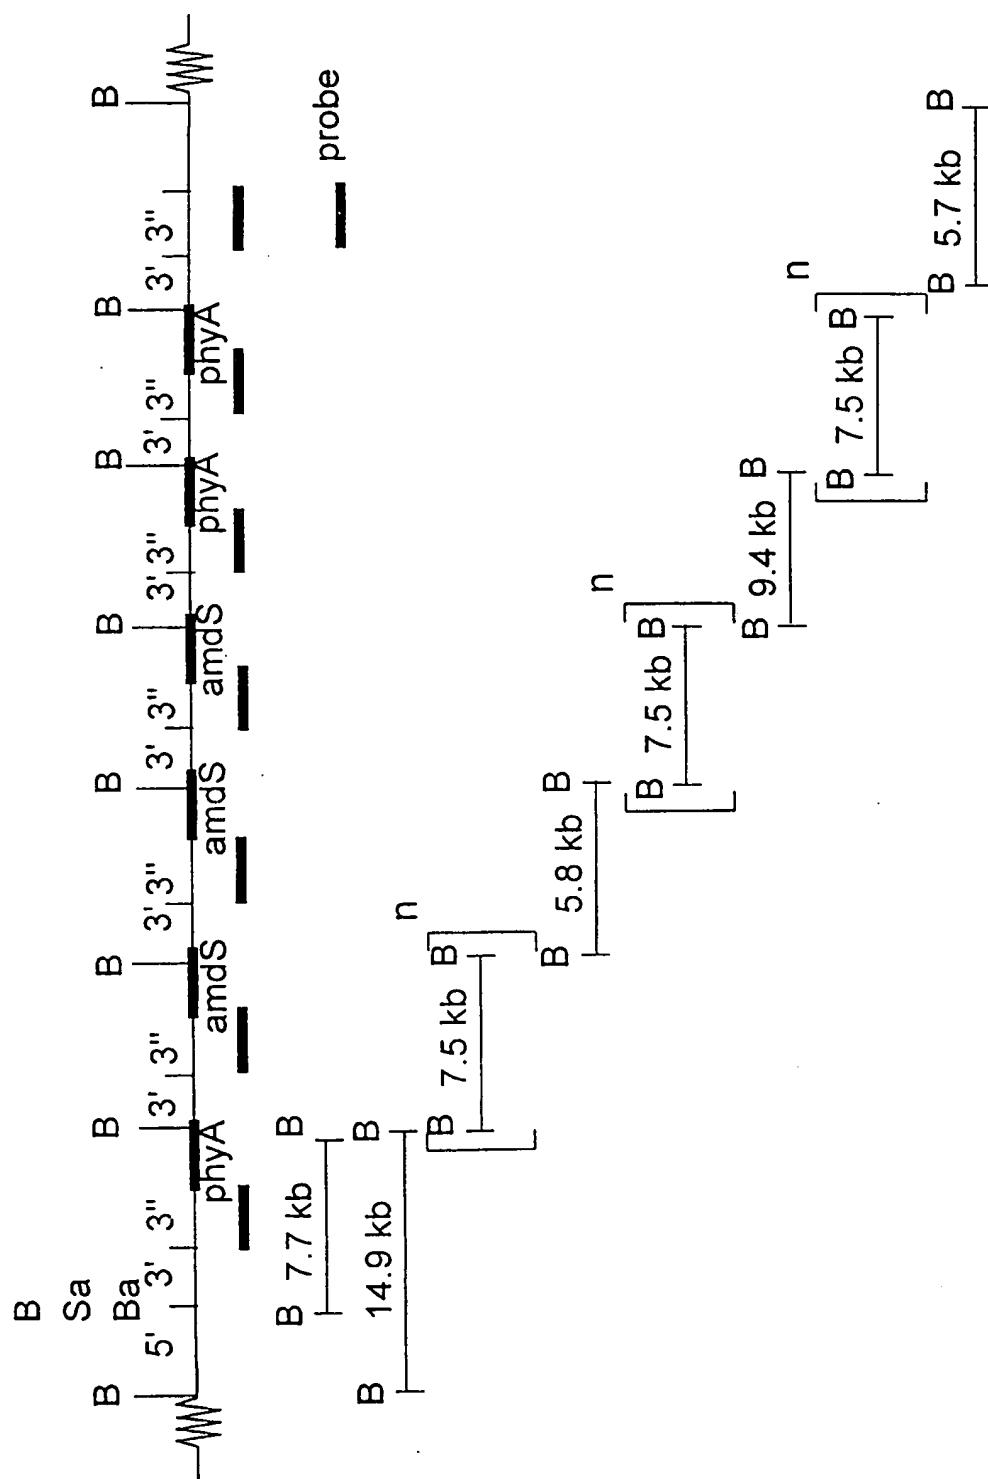 B
Sa
B Ba B B B B B B B
5' 3' 3" 3' 3" 3' 3" 3' 3" 3' 3" 3' 3" 3' 3"
phyA amdS amdS amdS phyA phyA
probe
B 7.7 kb B
B 14.9 kb B
n
B 7.5 kb B
B 5.8 kb B
n
B 7.5 kb B
B 9.4 kb B
n
B 7.5 kb B
B 5.7 kb B